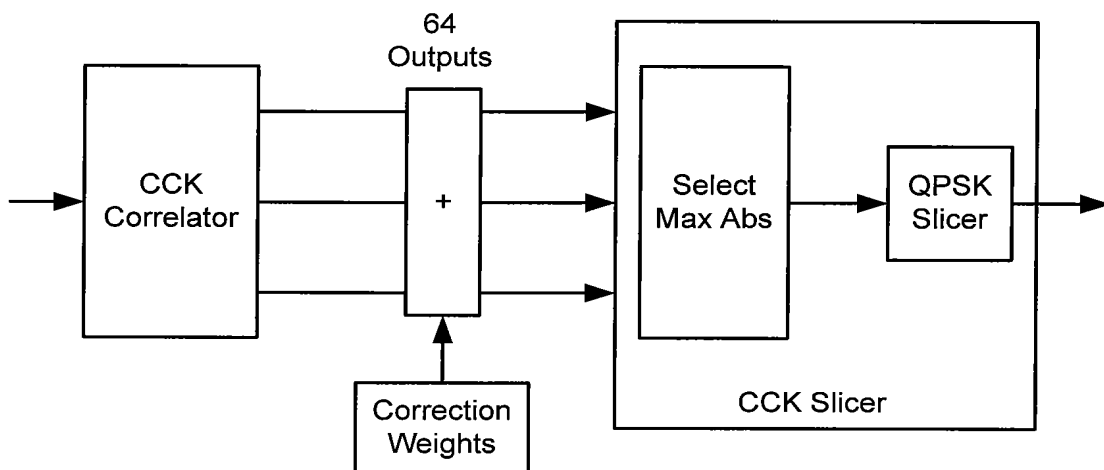 64
Outputs
CCK
Correlator
+
Select
Max Abs
QPSK
Slicer
CCK Slicer
Correction
Weights